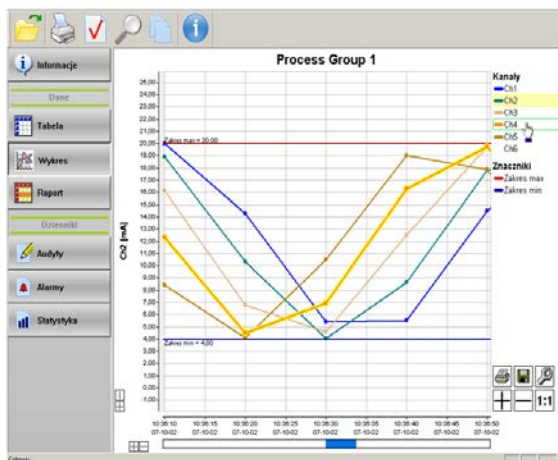 Process Group 1
Informacje
Dane
Tabela
Wykres
Raport
Dzienniki
Audyty
Alarmy
Statystyka
Ch2 [mA]
25,00
24,00
23,00
22,00
21,00
20,00
19,00
18,00
17,00
16,00
15,00
14,00
13,00
12,00
11,00
10,00
9,00
8,00
7,00
6,00
5,00
4,00
3,00
2,00
1,00
0,00
-1,00
Zakres max = 20,00
Zakres min = 4,00
10:36:10 10:36:15 10:36:20 10:36:25 10:36:30 10:36:35 10:36:40 10:36:45 10:36:50
07-10-02 07-10-02 07-10-02 07-10-02 07-10-02 07-10-02 07-10-02 07-10-02 07-10-02
Kanały
Ch1
Ch2
Ch3
Ch4
Ch5
Ch6
Znaczniki
Zakres max
Zakres min
1:1